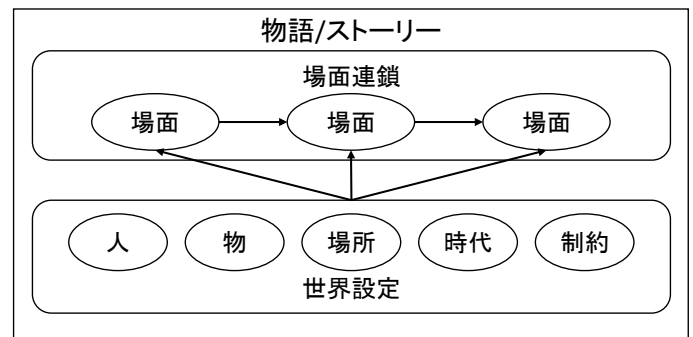 物語/ストーリー
場面連鎖
場面 場面 場面
人 物 場所 時代 制約
世界設定